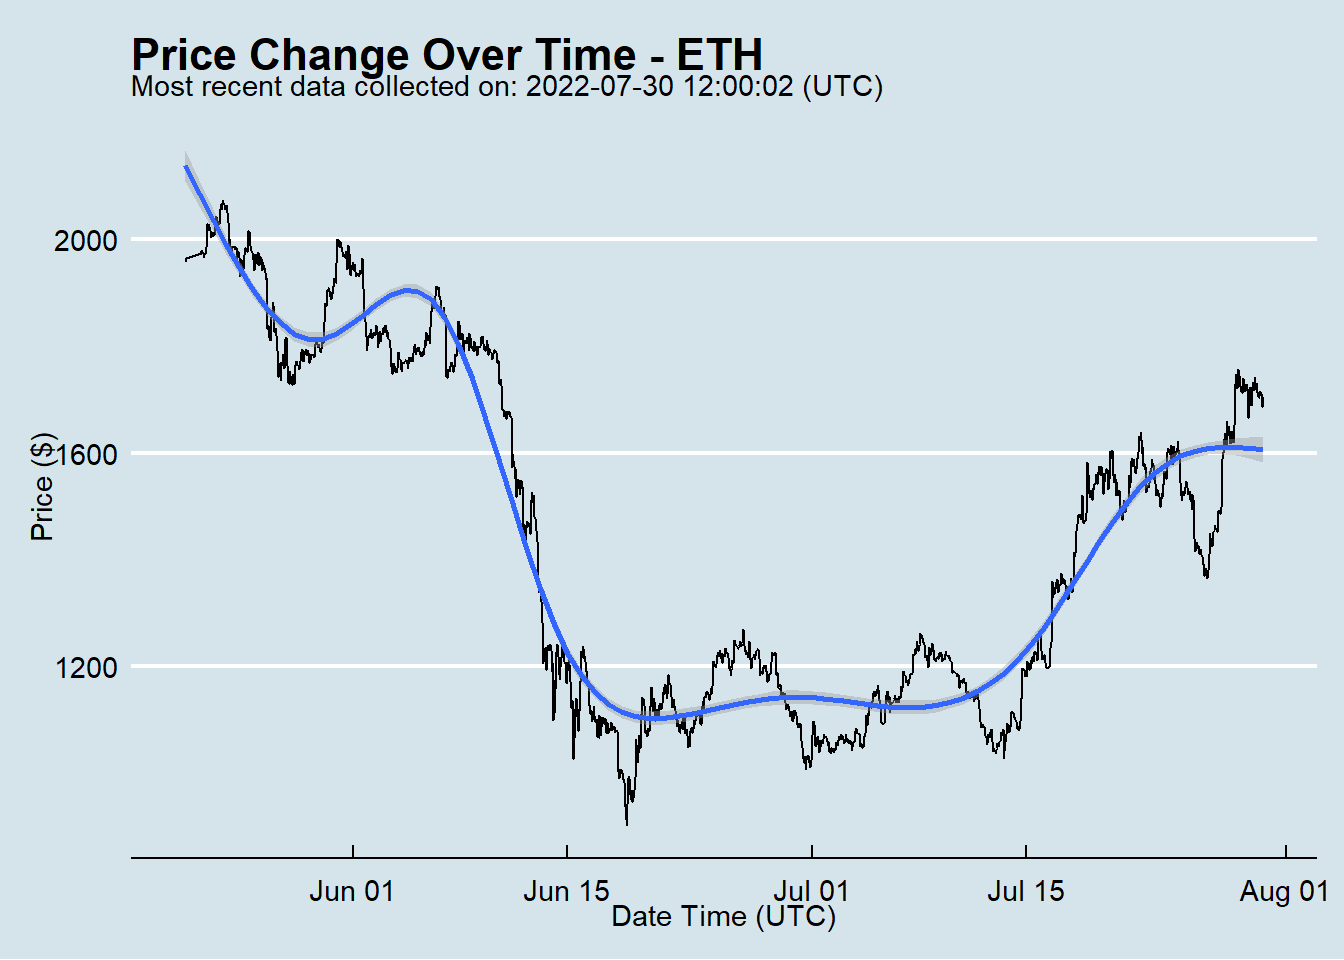 Price Change Over Time - ETH
Most recent data collected on: 2022-07-30 12:00:02 (UTC)
2000
1600
1200
Price ($)
Jun 01
Jun 15
Jul 01
Jul 15
Aug 01
Date Time (UTC)